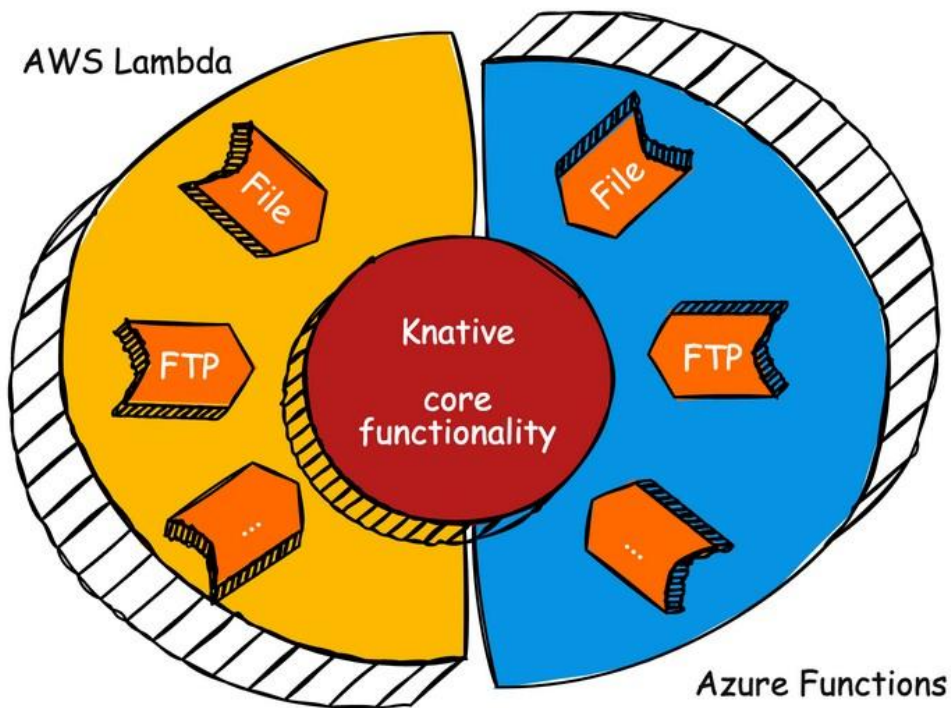 AWS Lambda
File
File
Knative
core
functionality
FTP
FTP
...
...
Azure Functions